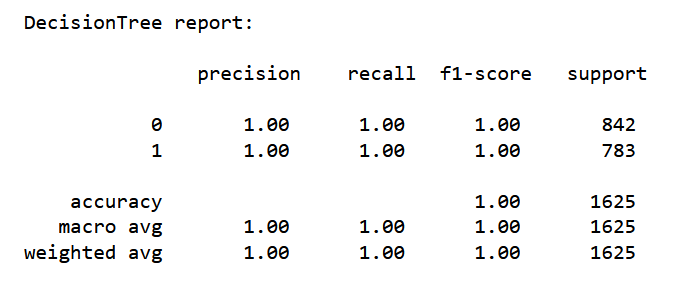 DecisionTree report:
precision recall f1-score support
0 1.00 1.00 1.00 842
1 1.00 1.00 1.00 783
accuracy 1.00 1625
macro avg 1.00 1.00 1.00 1625
weighted avg 1.00 1.00 1.00 1625